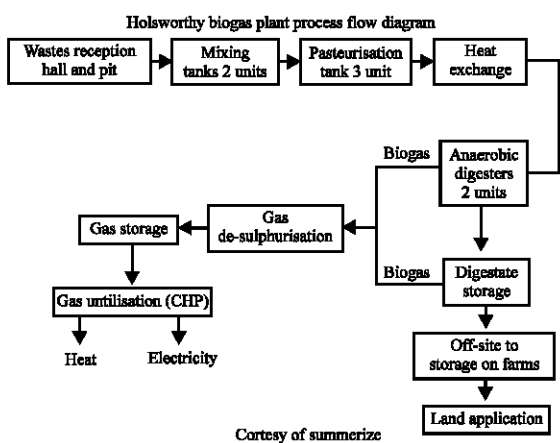 Holsworthy biogas plant process flow diagram
Wastes reception
hall and pit
Mixing
tanks 2 units
Pasteurisation
tank 3 unit
Heat
exchange
Biogas
Anaerobic
digesters
2 units
Gas
de-sulphurisation
Gas storage
Biogas
Digestate
storage
Gas untilisation (CHP)
Heat
Electricity
Off-site to
storage on farms
Land application
Cortesy of summerize